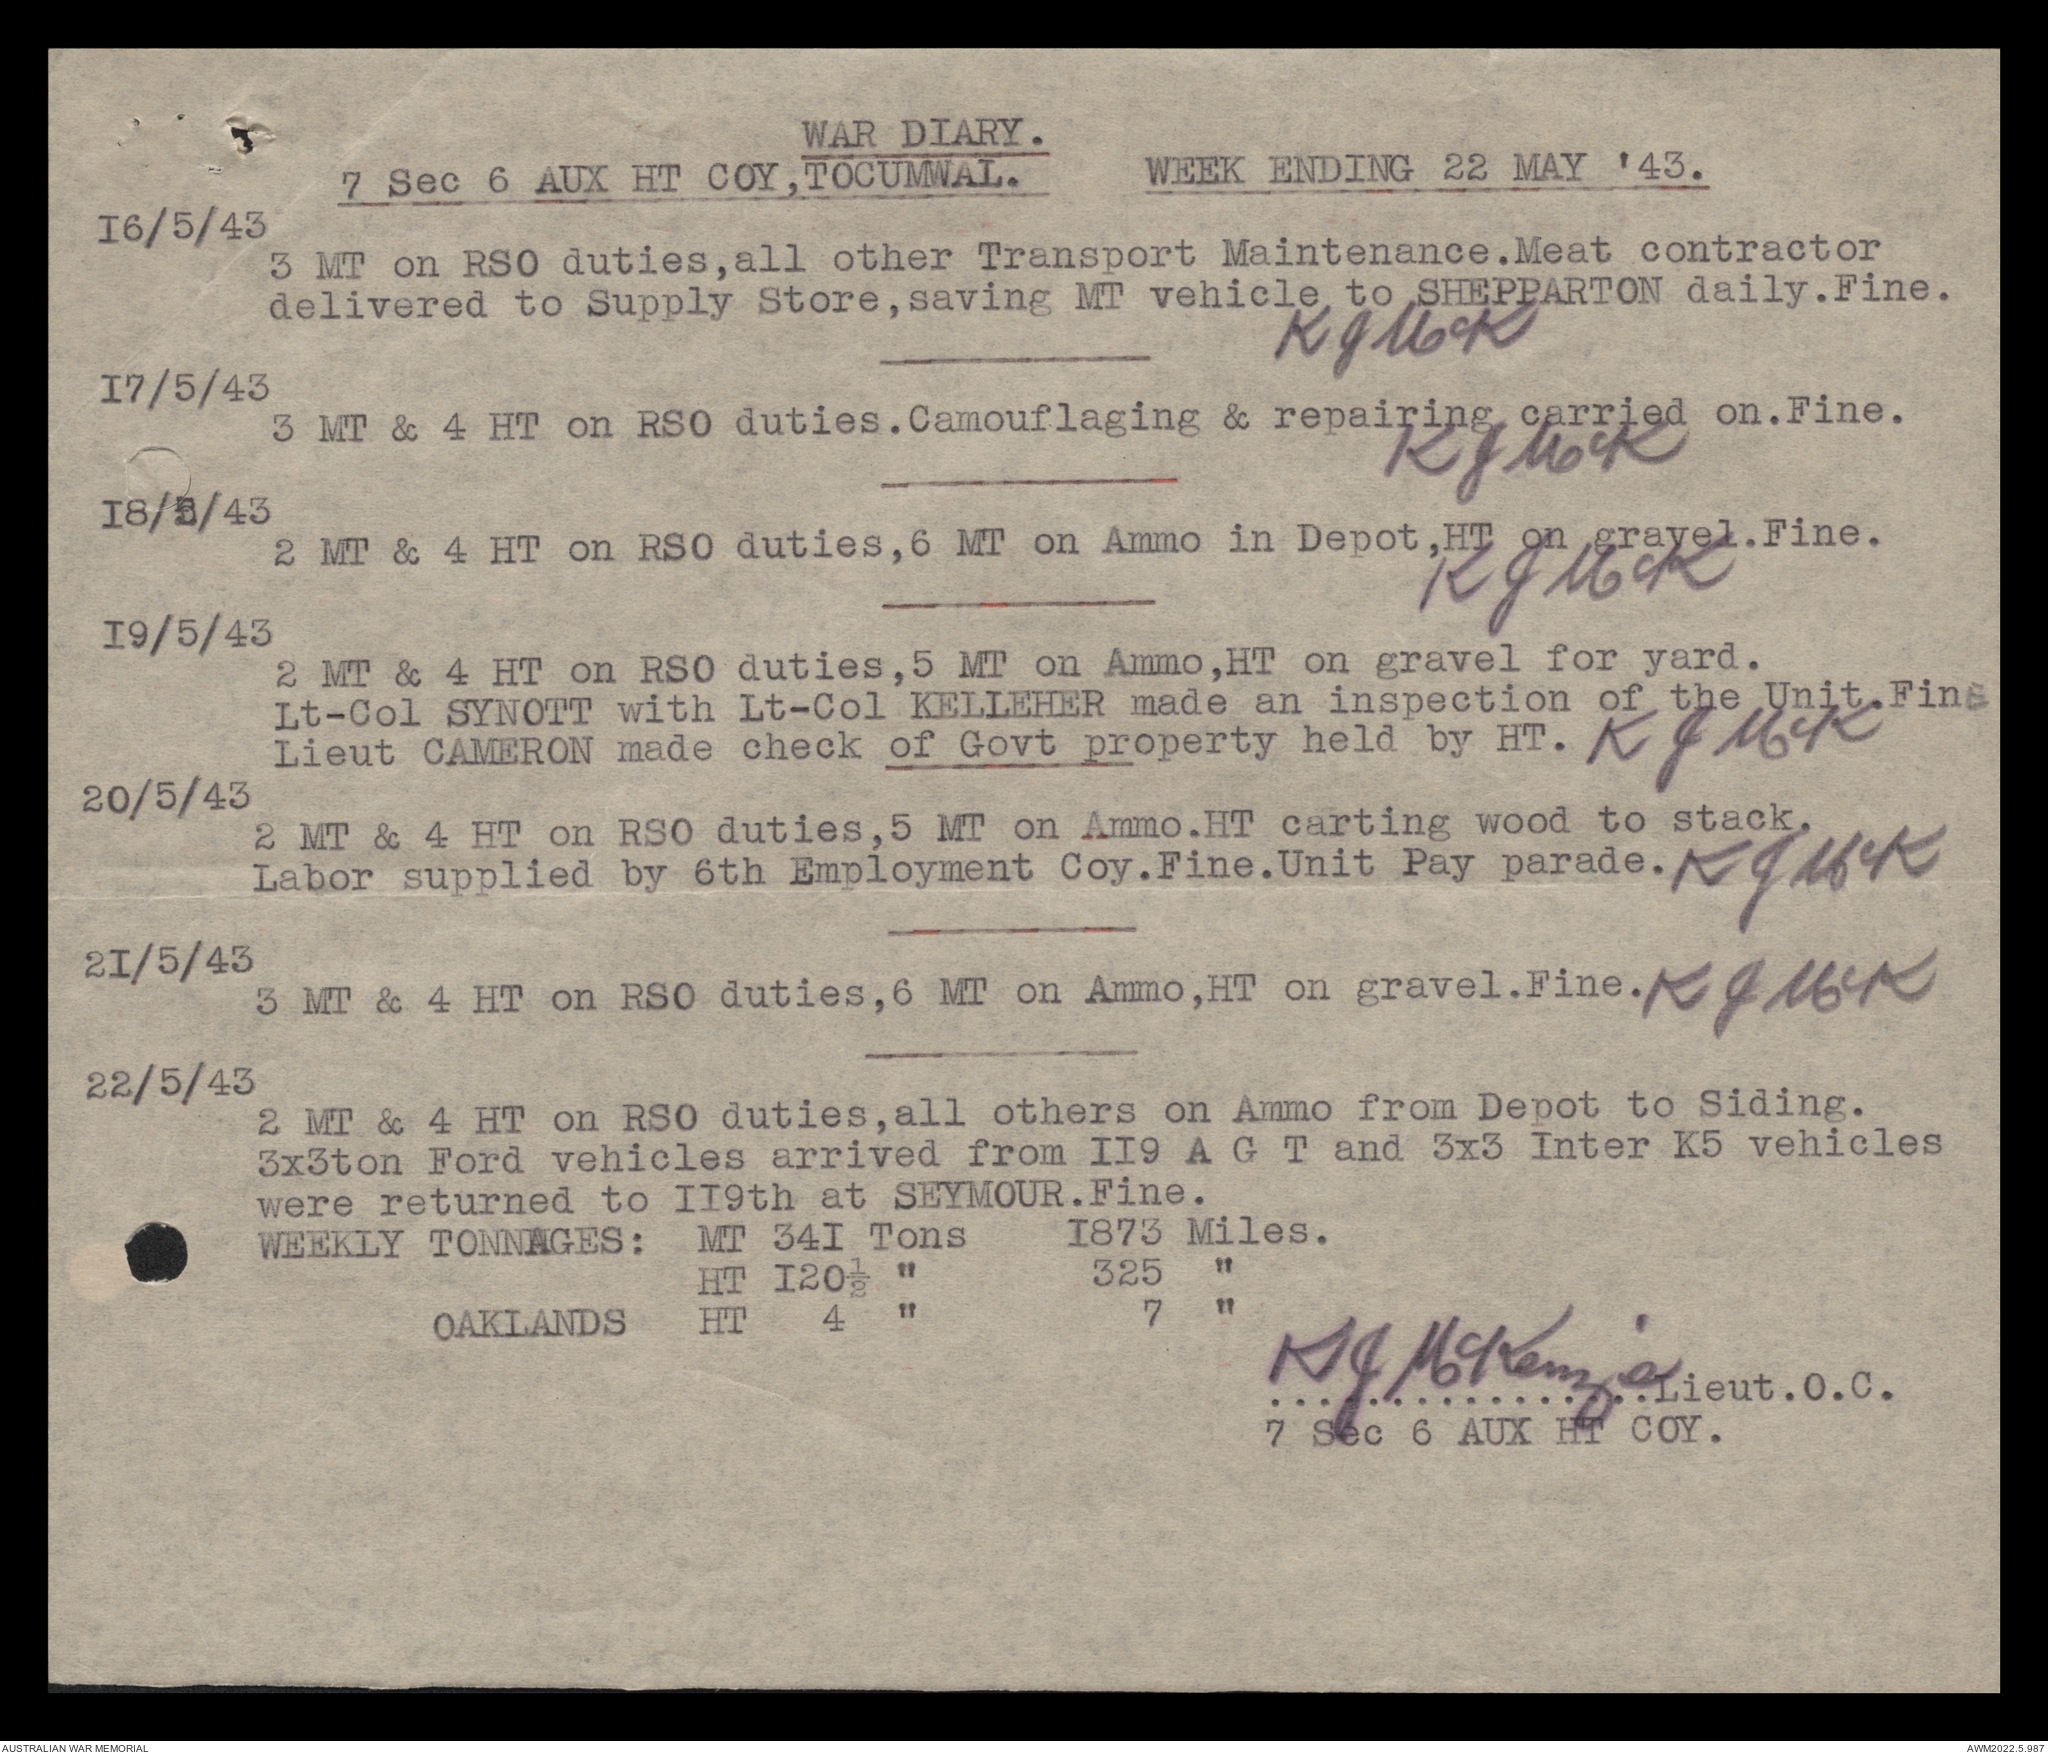 WAR DIARY.
7 Sec 6 AUX HT COY,TOCUMWAL. WEEK ENDING 22 MAY '43.
I6/5/43
3 MT on RSO duties,all other Transport Maintenance.Meat contractor
delivered to Supply Store,saving MT vehicle to SHEPPARTON daily.Fine.
K J McK
I7/5/43
3 MT & 4 HT on RSO duties.Camouflaging & repairing carried on.Fine.
K J McK
I8/5/43
2 MT & 4 HT on RSO duties,6 MT on Ammo in Depot,HT on gravel.Fine.
K J McK
I9/5/43
2 MT & 4 HT on RSO duties,5 MT on Ammo,HT on gravel for yard.
Lt-Col SYNOTT with Lt-Col KELLEHER made an inspection of the Unit.Fine
Lieut CAMERON made check of Govt property held by HT. K J McK
20/5/43
2 MT & 4 HT on RSO duties,5 MT on Ammo.HT carting wood to stack.
Labor supplied by 6th Employment Coy.Fine.Unit Pay parade. K J McK
2I/5/43
3 MT & 4 HT on RSO duties,6 MT on Ammo,HT on gravel.Fine. K J McK
22/5/43
2 MT & 4 HT on RSO duties,all others on Ammo from Depot to Siding.
3x3ton Ford vehicles arrived from II9 A G T and 3x3 Inter K5 vehicles
were returned to II9th at SEYMOUR.Fine.
WEEKLY TONNAGES: MT 34I Tons I873 Miles.
HT I20½ " 325 "
OAKLANDS HT 4 " 7 "
K J McKenzie
................Lieut.O.C.
7 Sec 6 AUX HT COY.
AUSTRALIAN WAR MEMORIAL AWM2022.5.987